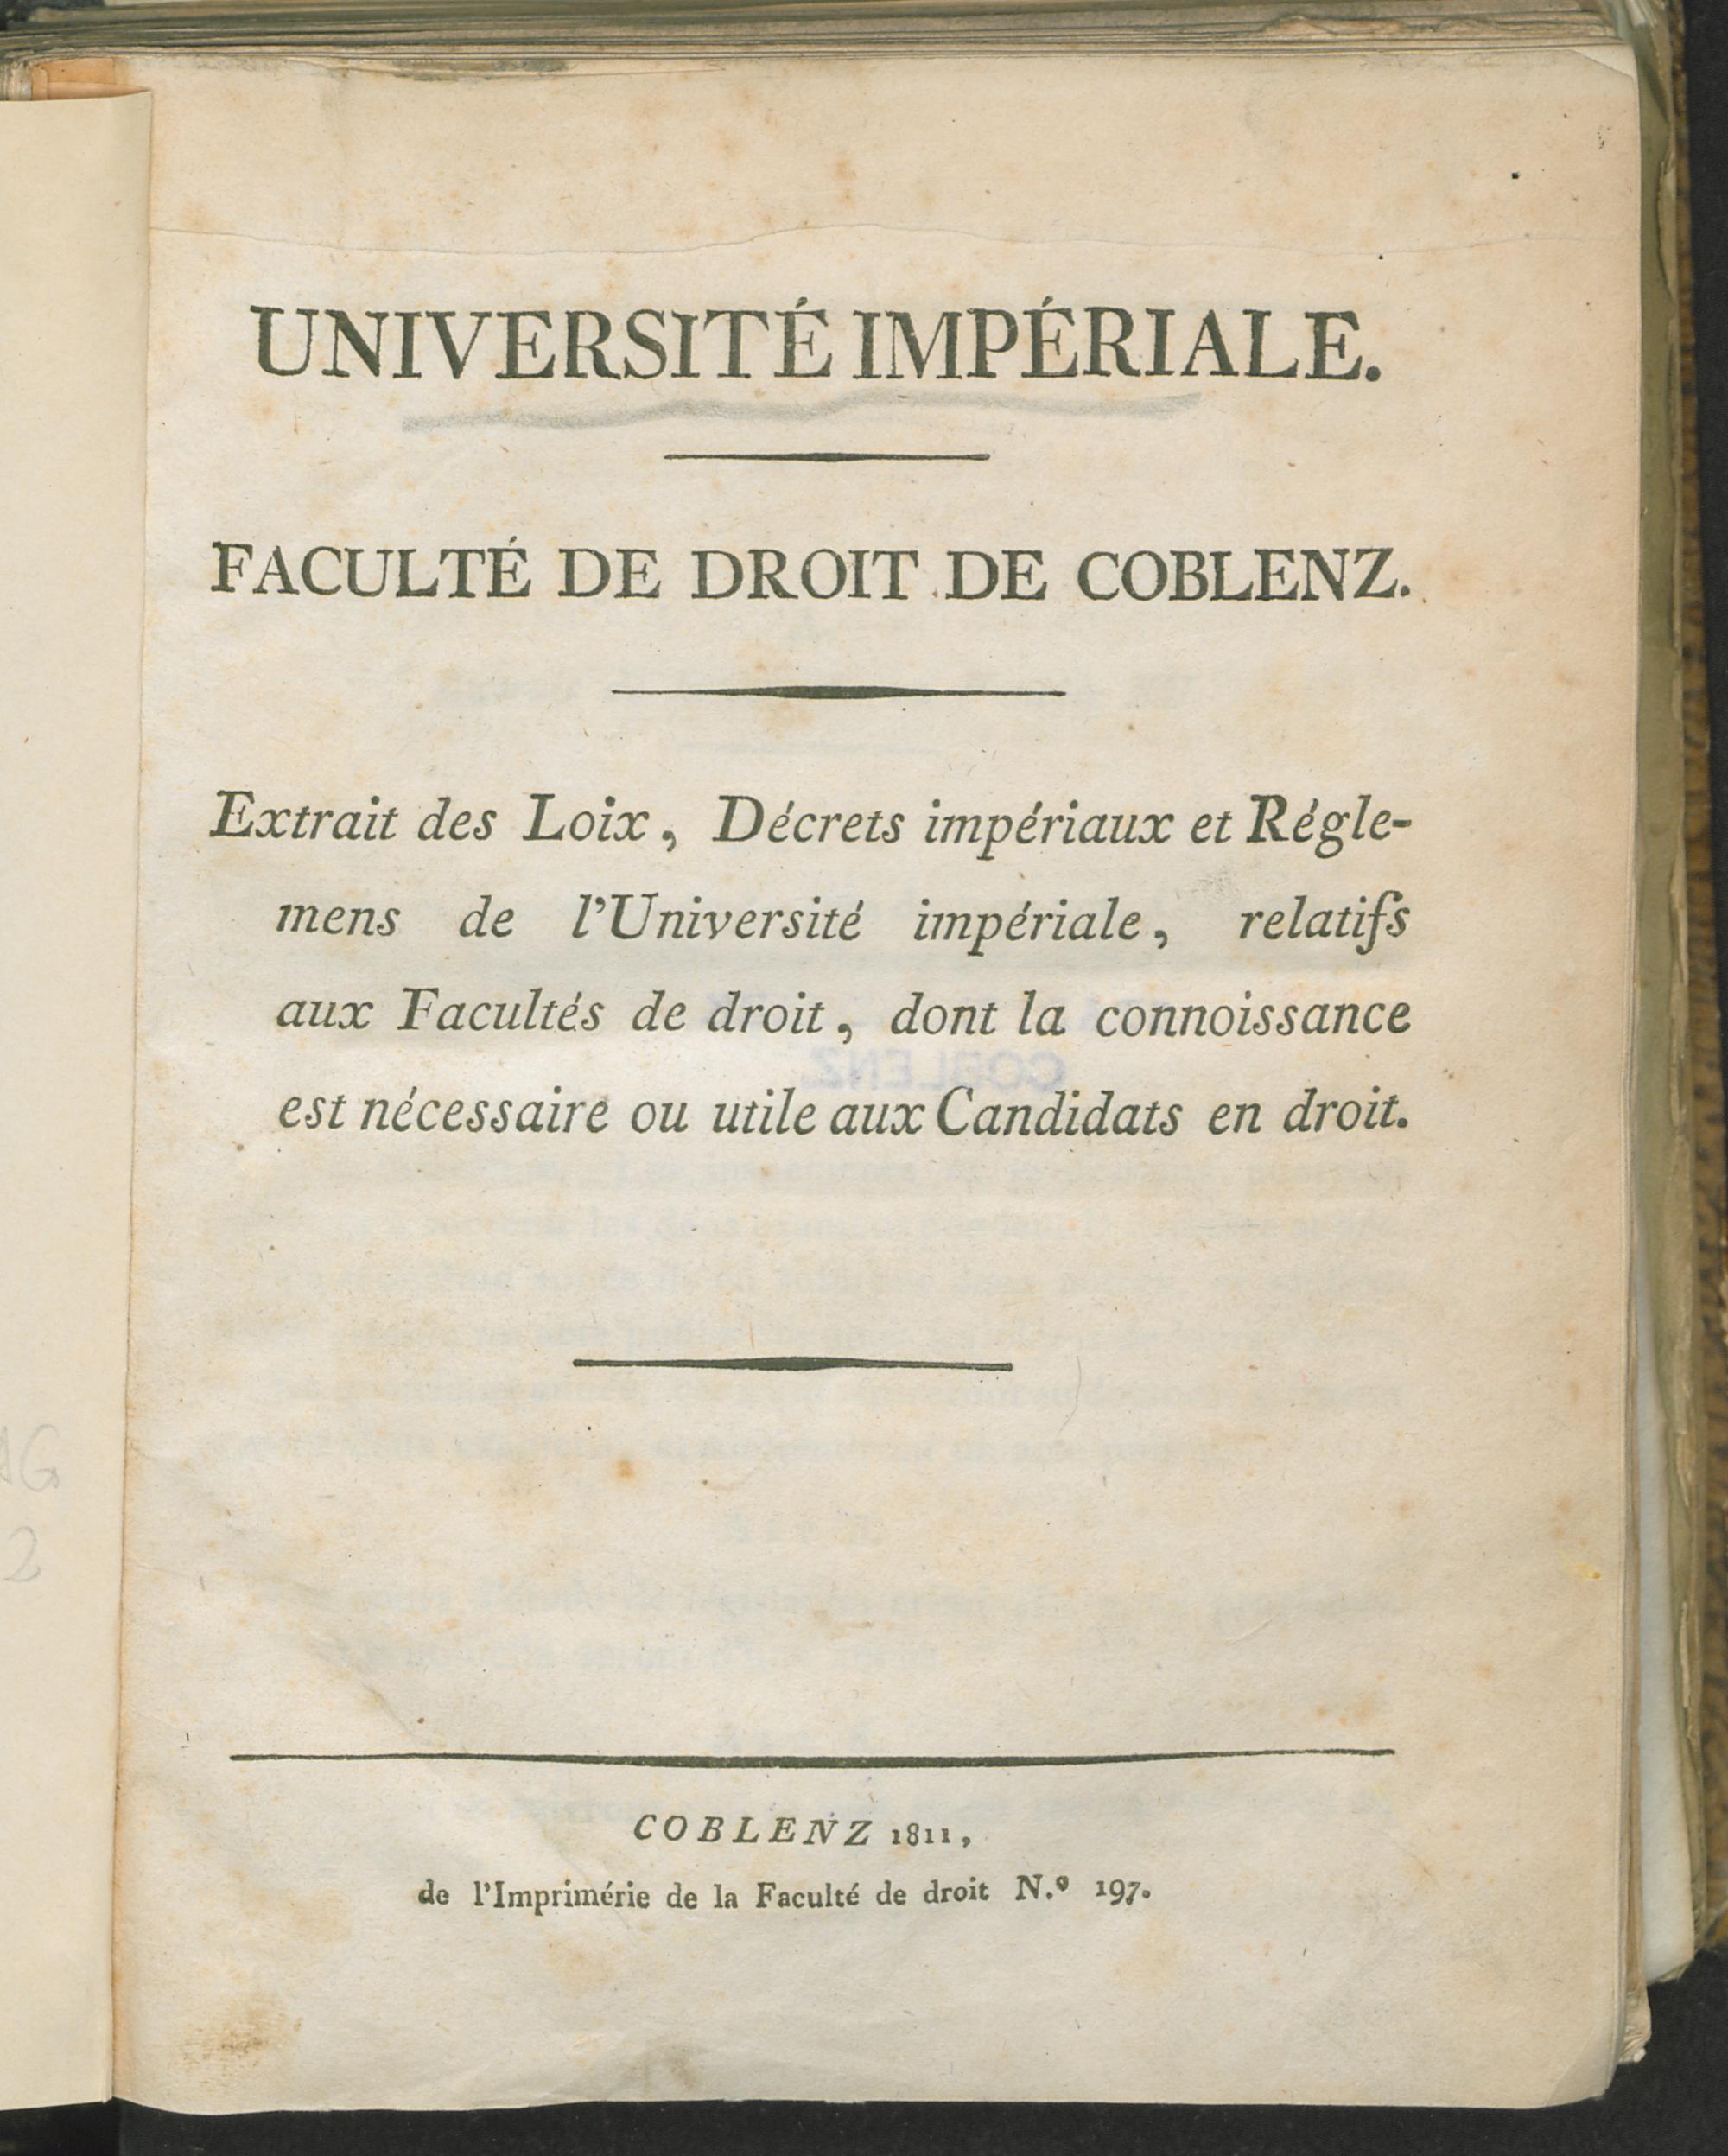 UNIVERSITÉ IMPÉRIALE.
FACULTÉ DE DROIT DE COBLENZ.
Extrait des Loix, Décrets impériaux et Régle-
mens de l'Université impériale, relatifs
aux Facultés de droit, dont la connoissance
est nécessaire ou utile aux Candidats en droit.
COBLENZ 1811,
de l'Imprimérie de la Faculté de droit N.º 197.